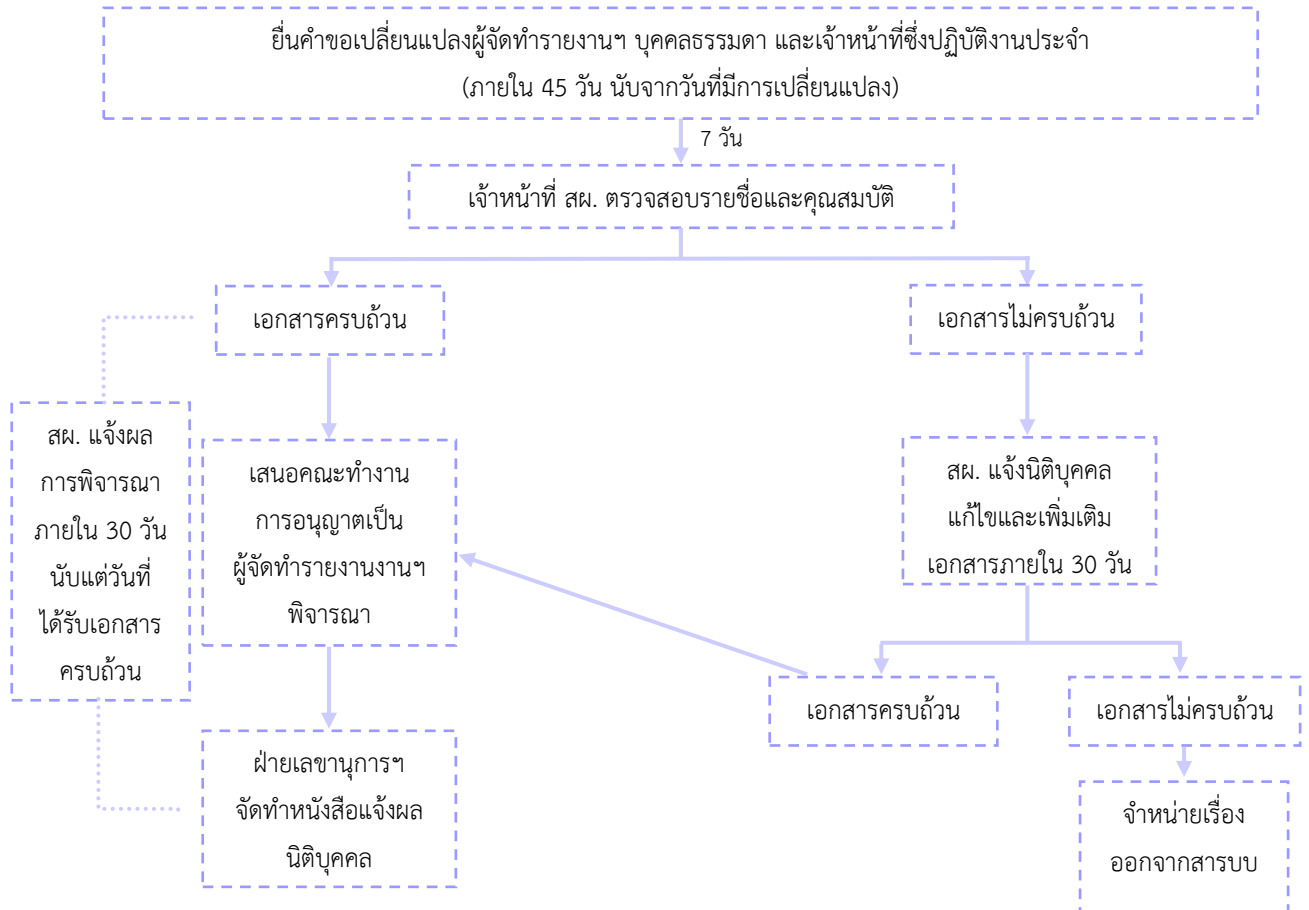 ยื่นคำขอเปลี่ยนแปลงผู้จัดทำรายงานฯ บุคคลธรรมดา และเจ้าหน้าที่ซึ่งปฏิบัติงานประจำ
(ภายใน 45 วัน นับจากวันที่มีการเปลี่ยนแปลง)
7 วัน
เจ้าหน้าที่ สผ. ตรวจสอบรายชื่อและคุณสมบัติ
เอกสารครบถ้วน
เอกสารไม่ครบถ้วน
สผ. แจ้งผล
การพิจารณา
ภายใน 30 วัน
นับแต่วันที่
ได้รับเอกสาร
ครบถ้วน
เสนอคณะทำงาน
การอนุญาตเป็น
ผู้จัดทำรายงานงานฯ
พิจารณา
สผ. แจ้งนิติบุคคล
แก้ไขและเพิ่มเติม
เอกสารภายใน 30 วัน
เอกสารครบถ้วน
เอกสารไม่ครบถ้วน
ฝ่ายเลขานุการฯ
จัดทำหนังสือแจ้งผล
นิติบุคคล
จำหน่ายเรื่อง
ออกจากสารบบ